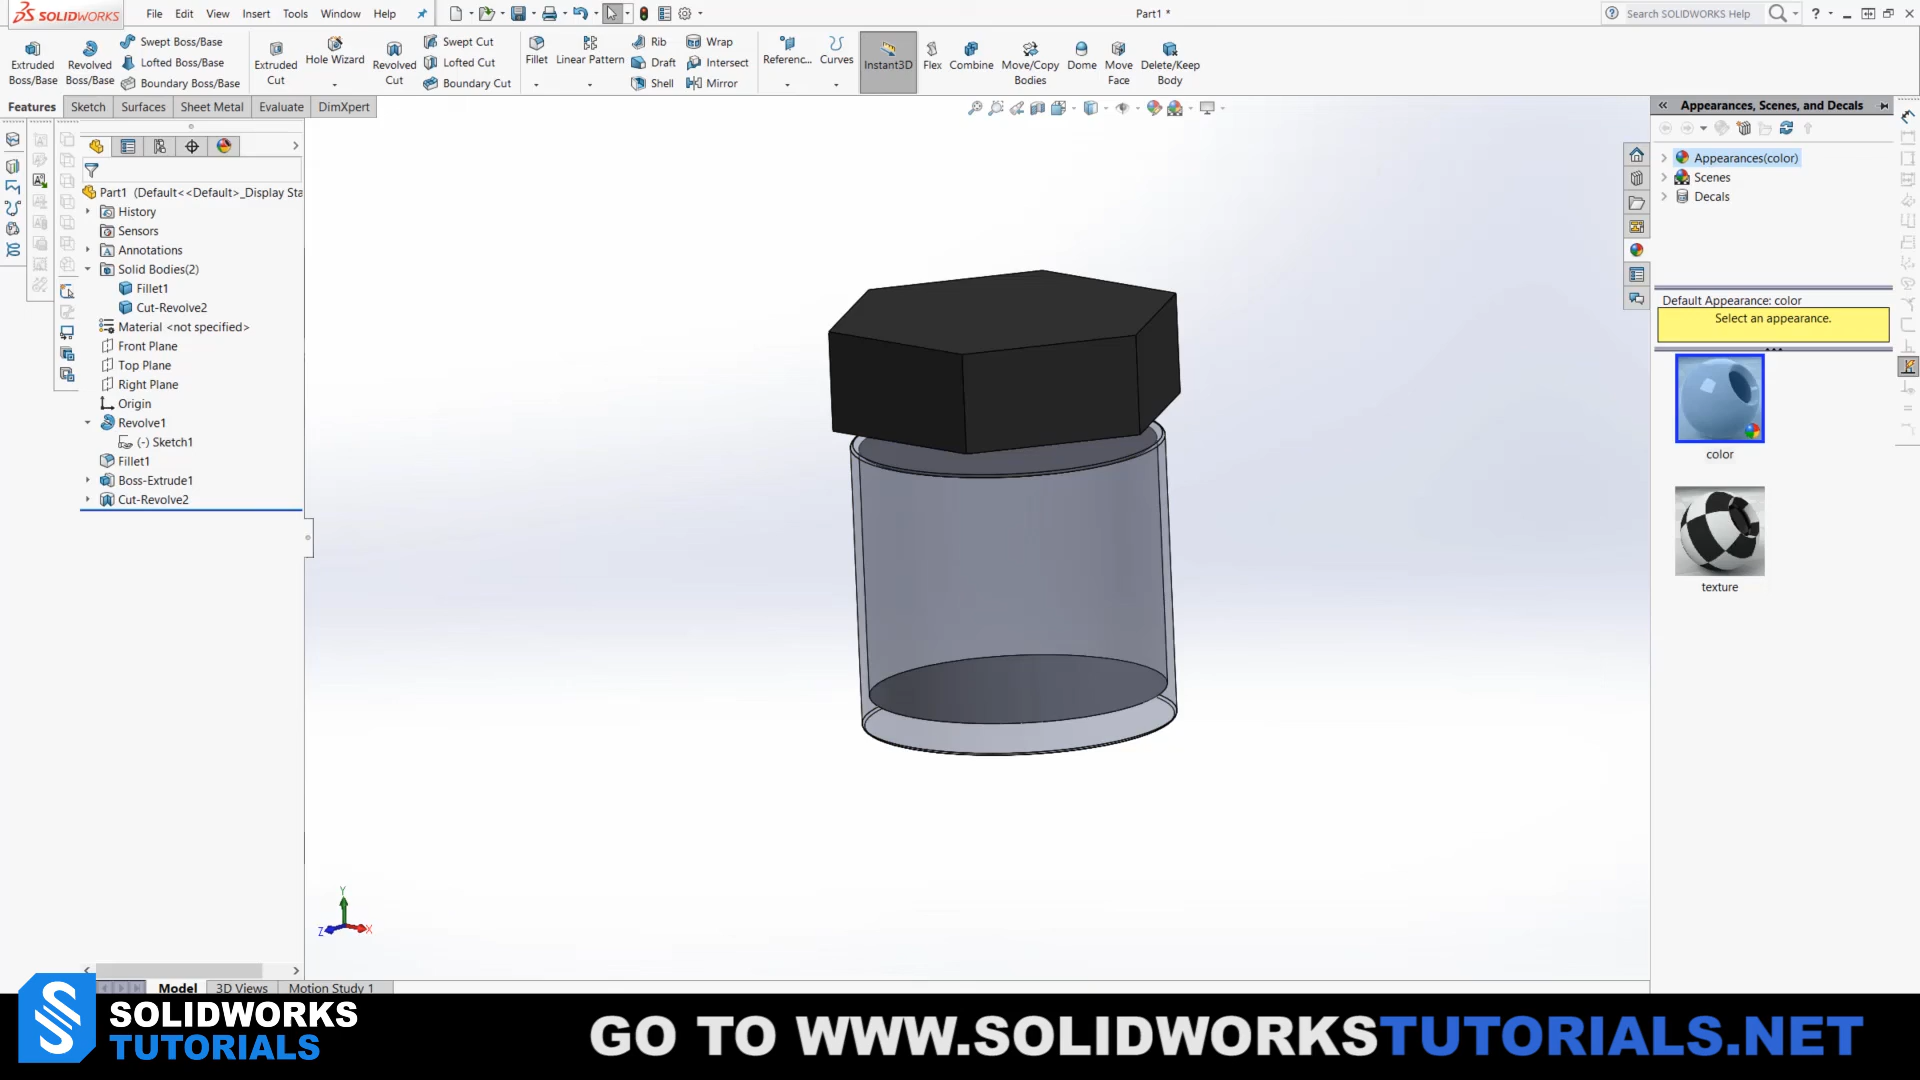 SOLIDWORKS
File Edit View Insert Tools Window Help
Part1 *
Search SOLIDWORKS Help
Extruded Boss/Base
Revolved Boss/Base
Swept Boss/Base
Lofted Boss/Base
Boundary Boss/Base
Extruded Cut
Hole Wizard
Revolved Cut
Swept Cut
Lofted Cut
Boundary Cut
Fillet
Linear Pattern
Rib
Draft
Shell
Wrap
Intersect
Mirror
Referenc...
Curves
Instant3D
Flex
Combine
Move/Copy Bodies
Dome
Move Face
Delete/Keep Body
Features Sketch Surfaces Sheet Metal Evaluate DimXpert
Part1 (Default<<Default>_Display Sta
History
Sensors
Annotations
Solid Bodies(2)
Fillet1
Cut-Revolve2
Material <not specified>
Front Plane
Top Plane
Right Plane
Origin
Revolve1
(-) Sketch1
Fillet1
Boss-Extrude1
Cut-Revolve2
Y
Z
X
Appearances, Scenes, and Decals
Appearances(color)
Scenes
Decals
Default Appearance: color
Select an appearance.
color
texture
Model 3D Views Motion Study 1
SOLIDWORKS
TUTORIALS
GO TO WWW.SOLIDWORKSTUTORIALS.NET